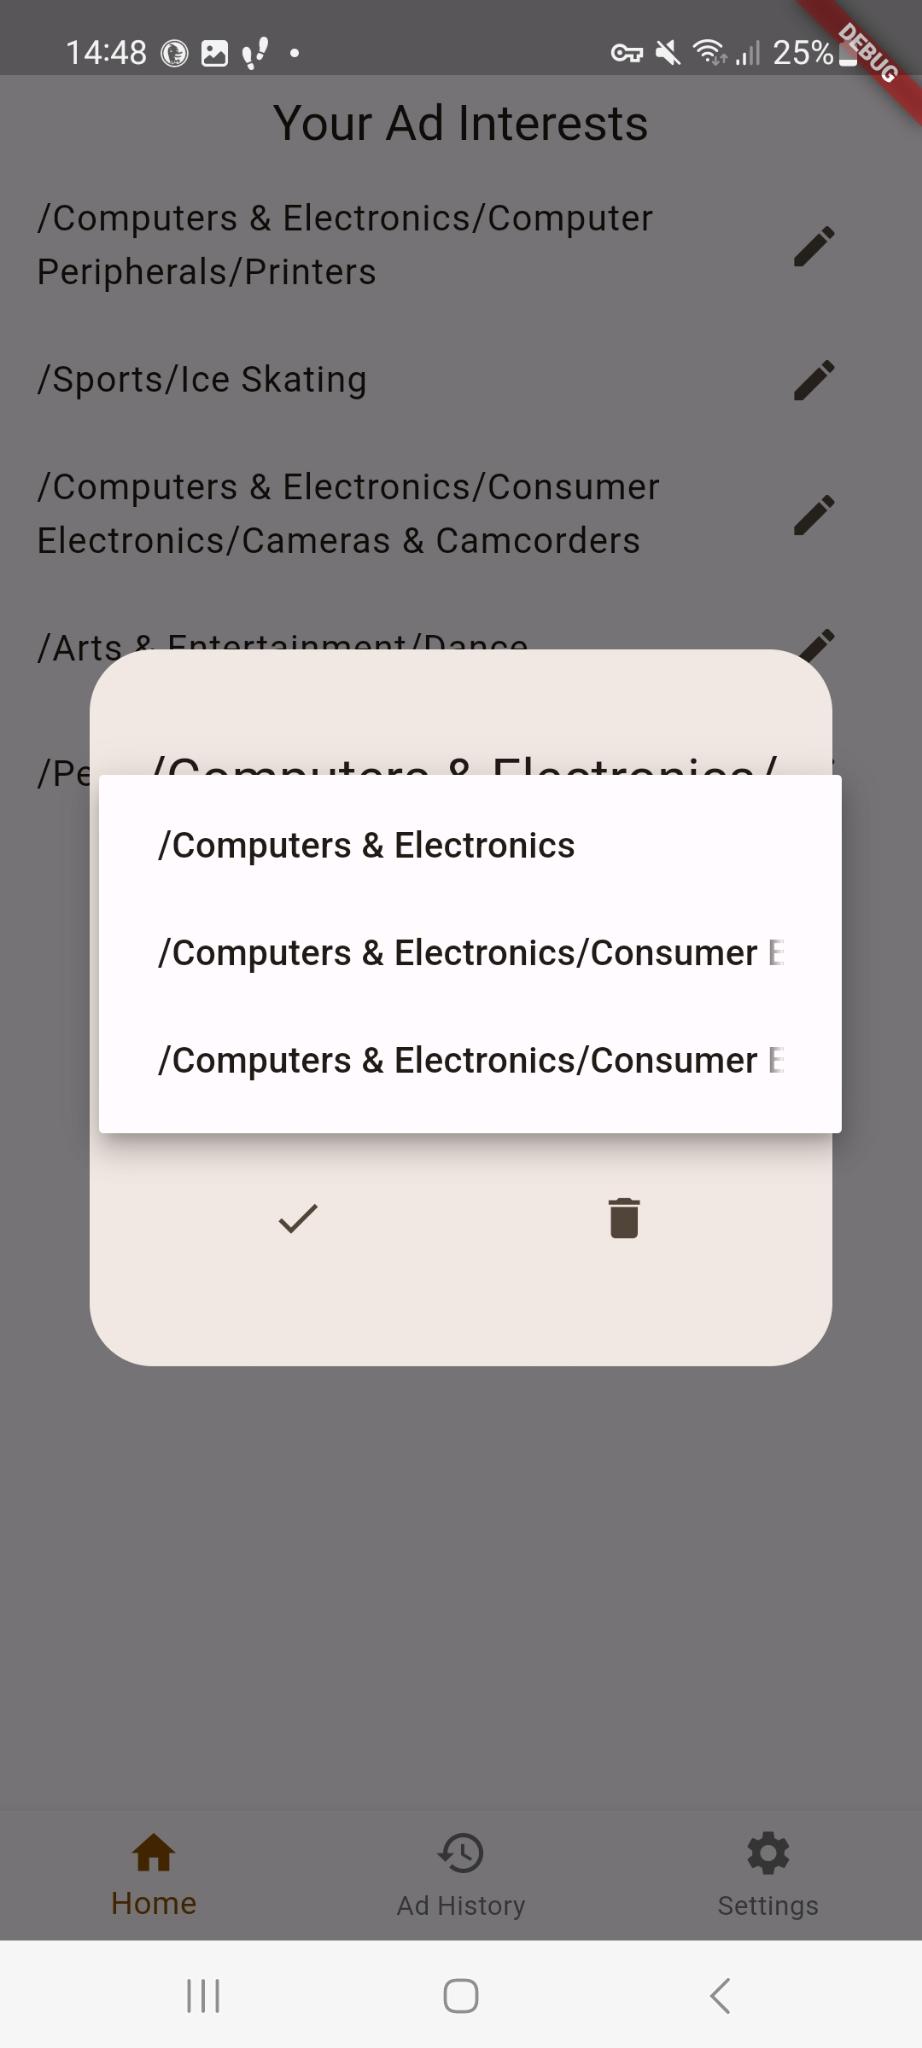 14:48
25%
DEBUG
Your Ad Interests
/Computers & Electronics/Computer
Peripherals/Printers
/Sports/Ice Skating
/Computers & Electronics/Consumer
Electronics/Cameras & Camcorders
/Arts & Entertainment/Dance
/Pe
/Computers & Electronics/
/Computers & Electronics
/Computers & Electronics/Consumer E
/Computers & Electronics/Consumer E
Home
Ad History
Settings